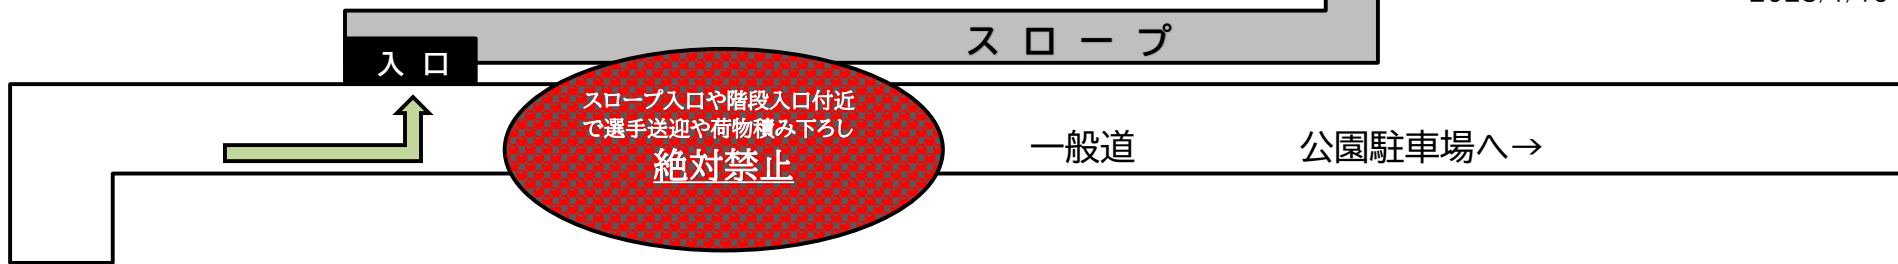 スロープ
入口
スロープ入口や階段入口付近
で選手送迎や荷物積み下ろし
絶対禁止
一般道 公園駐車場へ→